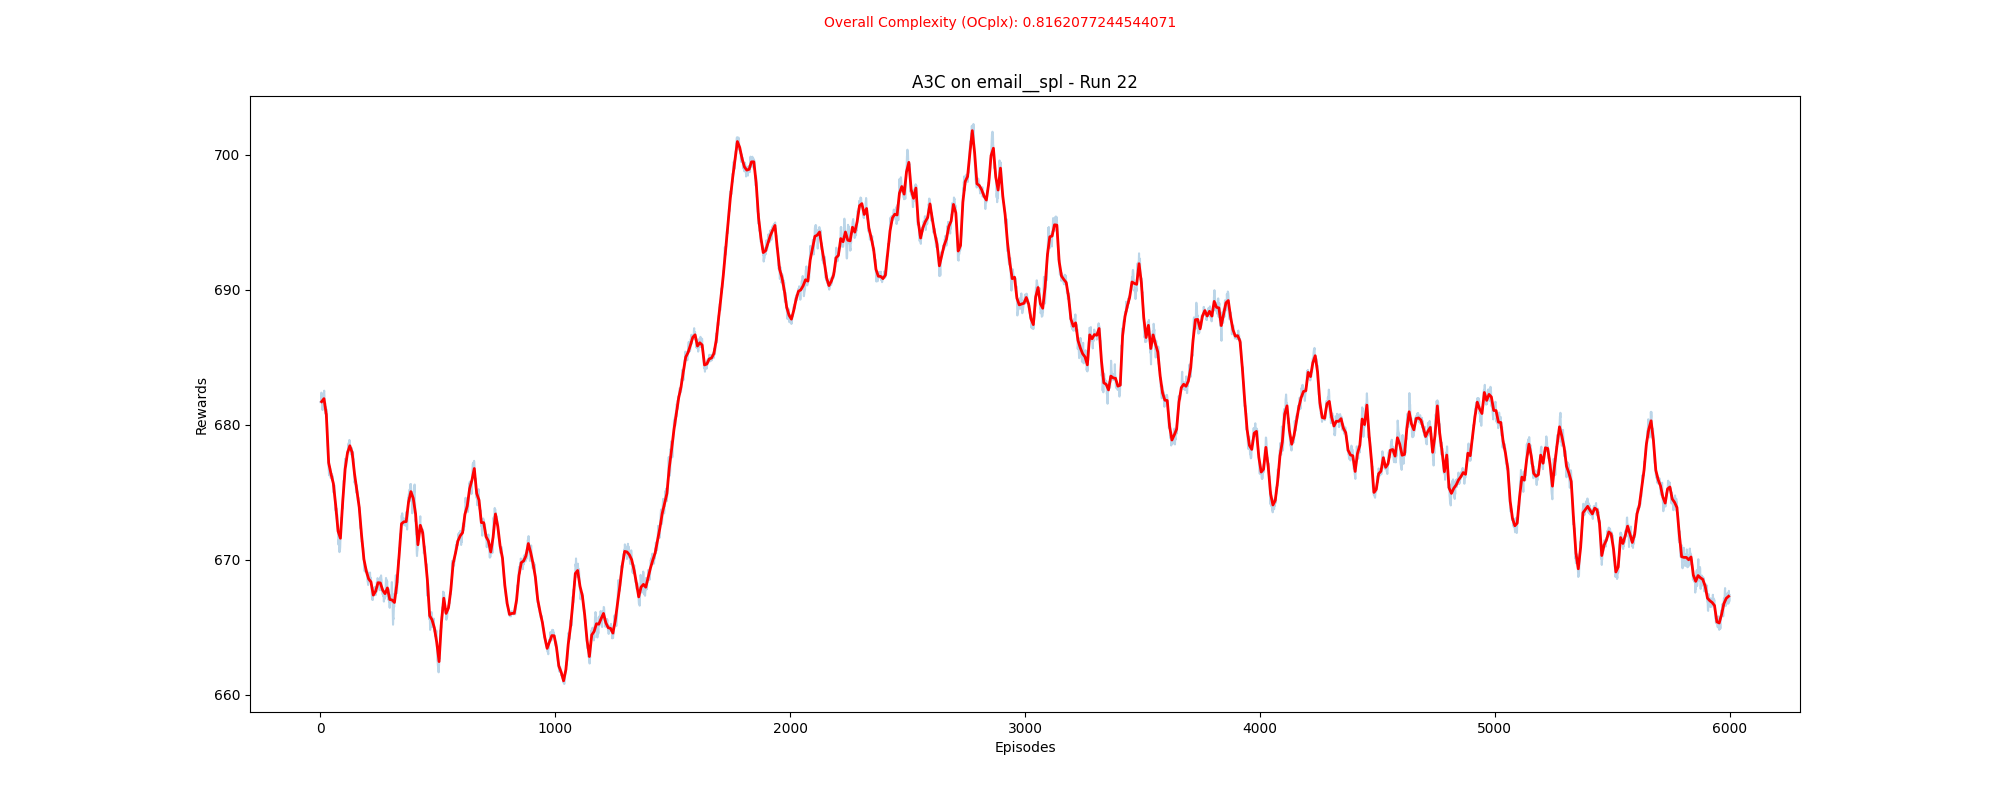 Overall Complexity (OCplx): 0.8162077244544071
A3C on email__spl - Run 22
700
690
680
670
660
Rewards
0 1000 2000 3000 4000 5000 6000
Episodes